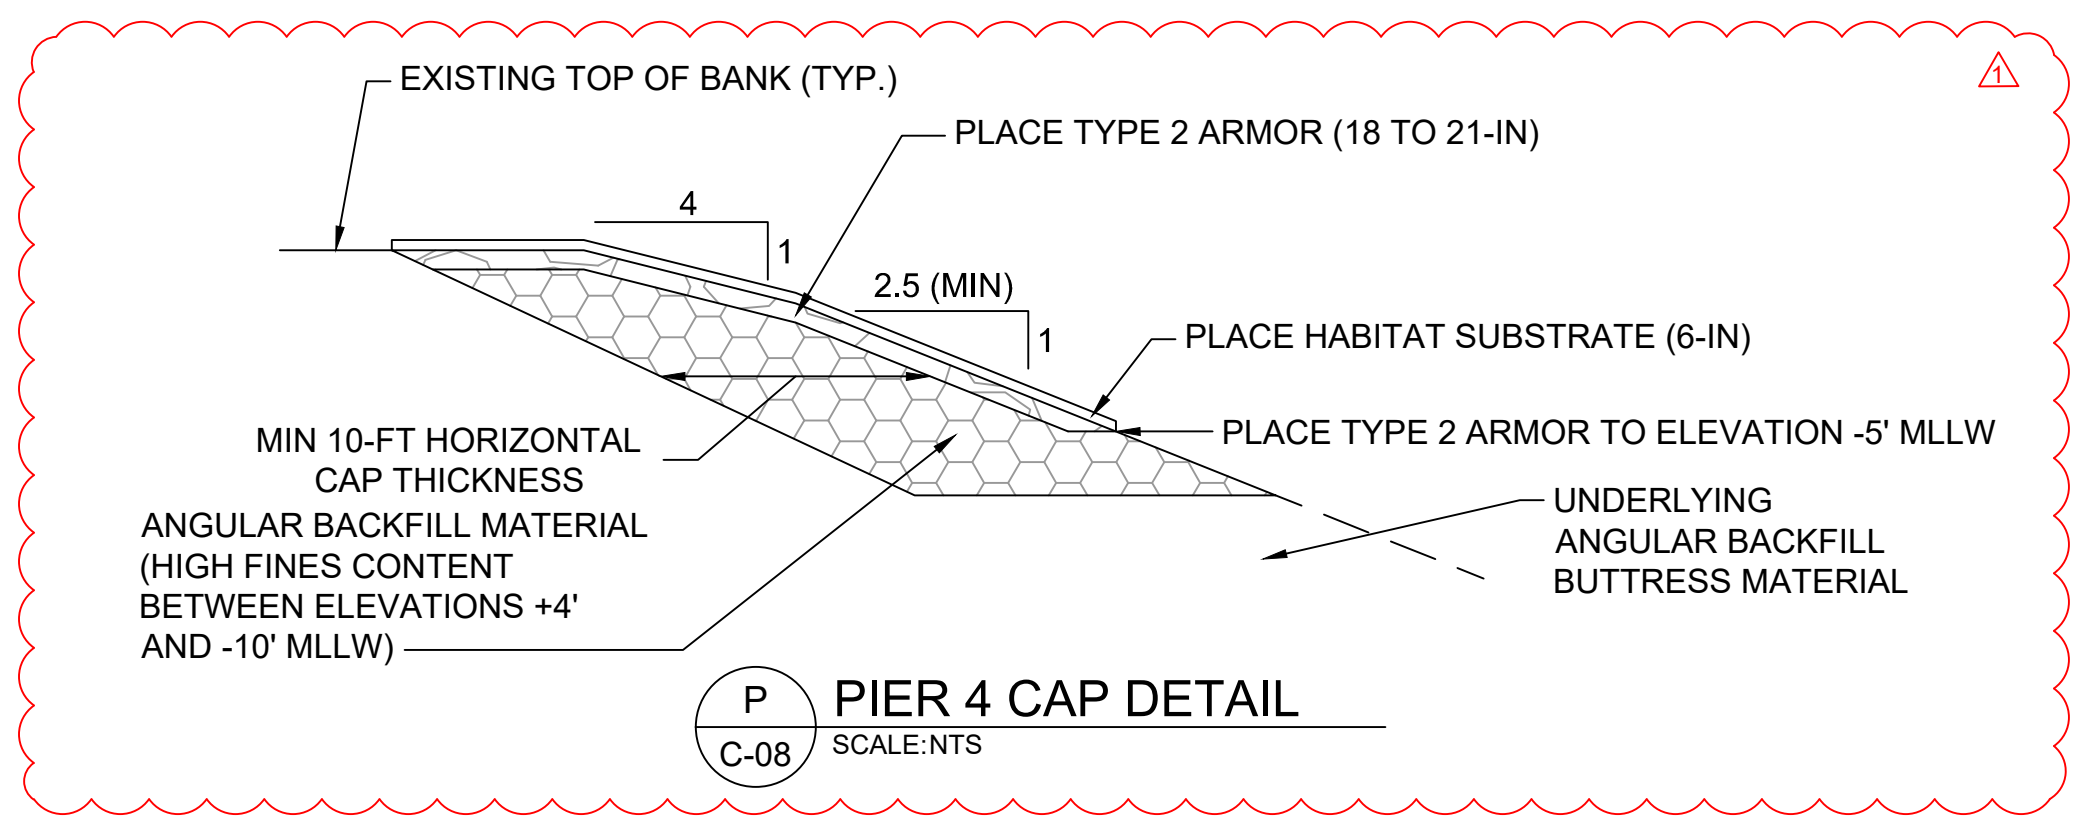 EXISTING TOP OF BANK (TYP.)
1
PLACE TYPE 2 ARMOR (18 TO 21-IN)
4
1
2.5 (MIN)
1
PLACE HABITAT SUBSTRATE (6-IN)
PLACE TYPE 2 ARMOR TO ELEVATION -5' MLLW
MIN 10-FT HORIZONTAL
CAP THICKNESS
ANGULAR BACKFILL MATERIAL
(HIGH FINES CONTENT
BETWEEN ELEVATIONS +4'
AND -10' MLLW)
UNDERLYING
ANGULAR BACKFILL
BUTTRESS MATERIAL
P
C-08
PIER 4 CAP DETAIL
SCALE:NTS